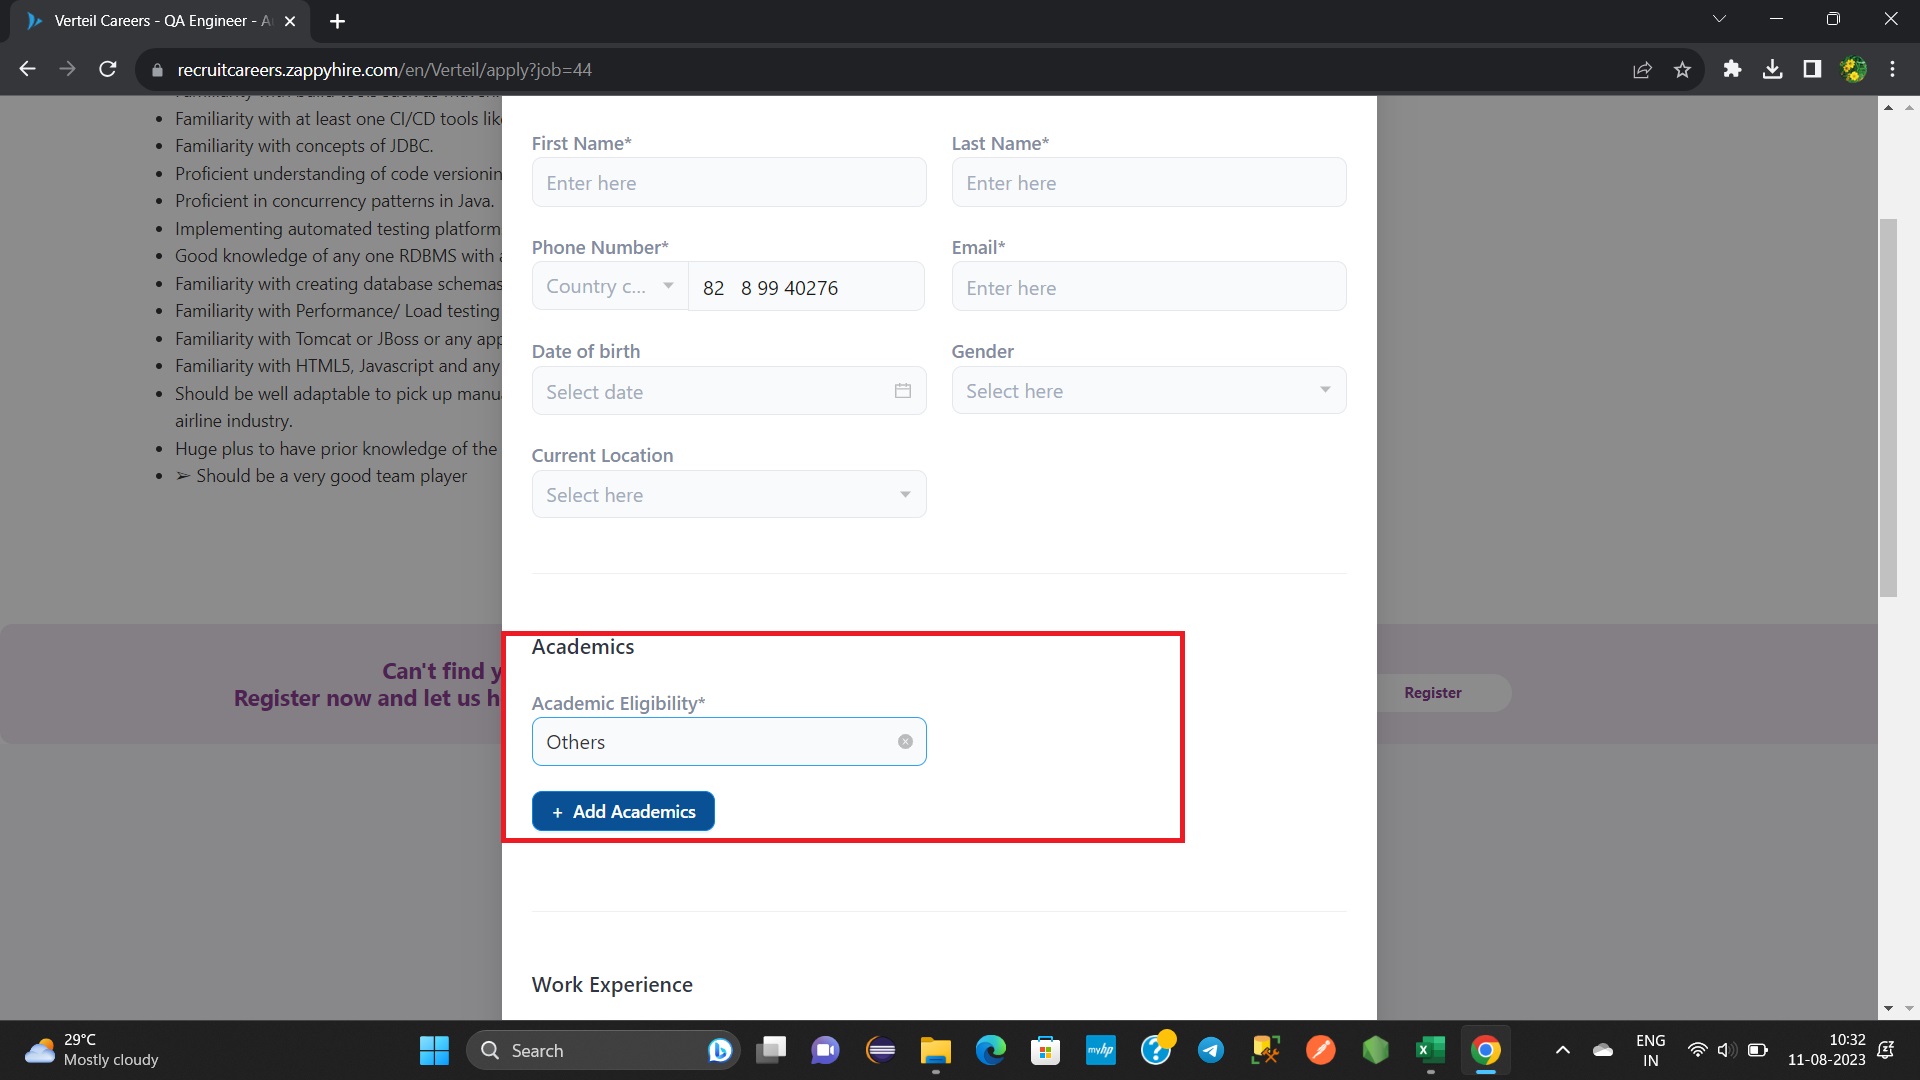 Verteil Careers - QA Engineer - A
recruitcareers.zappyhire.com/en/Verteil/apply?job=44
Familiarity with at least one CI/CD tools lik
Familiarity with concepts of JDBC.
Proficient understanding of code versionin
Proficient in concurrency patterns in Java.
Implementing automated testing platform
Good knowledge of any one RDBMS with a
Familiarity with creating database schemas
Familiarity with Performance/ Load testing
Familiarity with Tomcat or JBoss or any app
Familiarity with HTML5, Javascript and any
Should be well adaptable to pick up manu
airline industry.
Huge plus to have prior knowledge of the
➢ Should be a very good team player
Can't find y
Register now and let us h
Register
First Name* Last Name*
Enter here Enter here
Phone Number* Email*
Country c... 82 8 99 40276 Enter here
Date of birth Gender
Select date Select here
Current Location
Select here
Academics
Academic Eligibility*
Others
+ Add Academics
Work Experience
29°C
Mostly cloudy
Search
myhp
ENG
IN
10:32
11-08-2023